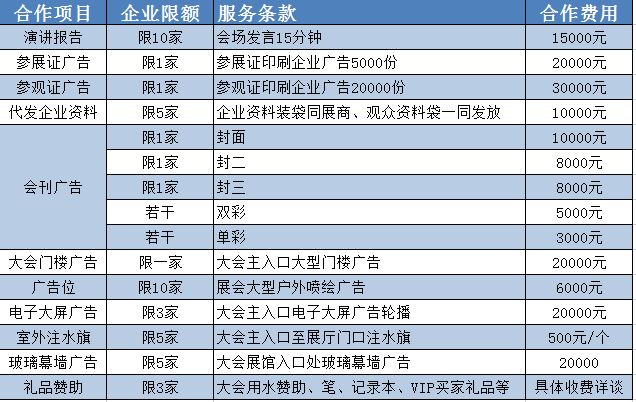 合作项目 企业限额 服务条款 合作费用
演讲报告 限10家 会场发言15分钟 15000元
参展证广告 限1家 参展证印刷企业广告5000份 20000元
参观证广告 限1家 参观证印刷企业广告20000份 30000元
代发企业资料 限5家 企业资料装袋同展商、观众资料袋一同发放 10000元
会刊广告 限1家 封面 10000元
限1家 封二 8000元
限1家 封三 8000元
若干 双彩 5000元
若干 单彩 3000元
大会门楼广告 限一家 大会主入口大型门楼广告 20000元
广告位 限10家 展会大型户外喷绘广告 6000元
电子大屏广告 限3家 大会主入口电子大屏广告轮播 20000元
室外注水旗 限5家 大会主入口至展厅门口注水旗 500元/个
玻璃幕墙广告 限5家 大会展馆入口处玻璃幕墙广告 20000
礼品赞助 限3家 大会用水赞助、笔、记录本、VIP买家礼品等 具体收费详谈